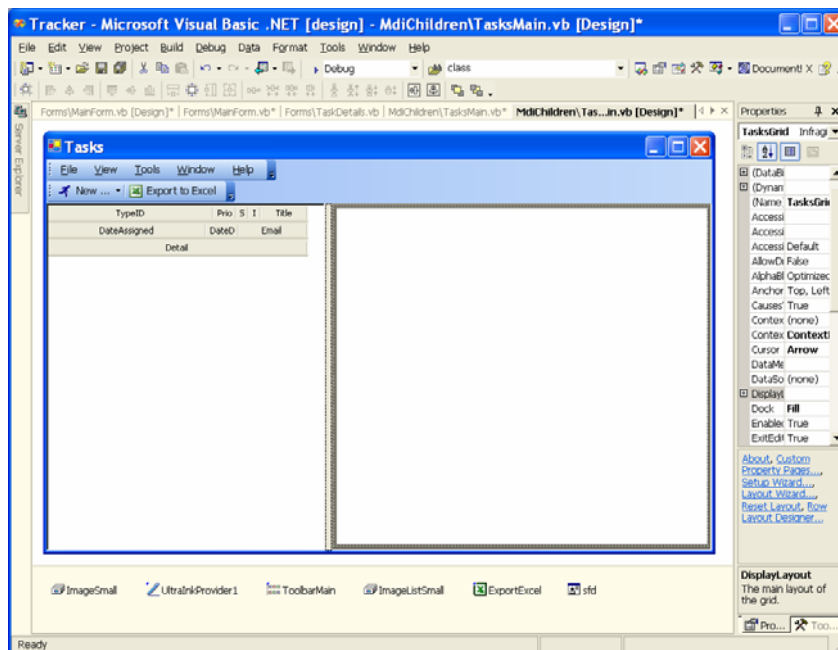 Tracker - Microsoft Visual Basic .NET [design] - MdiChildren\TasksMain.vb [Design]*
File Edit View Project Build Debug Data Format Tools Window Help
Debug class Document! X
Forms\MainForm.vb [Design]* Forms\MainForm.vb* Forms\TaskDetails.vb MdiChildren\TasksMain.vb* MdiChildren\Tas...in.vb [Design]*
Server Explorer
Tasks
File View Tools Window Help
New ... Export to Excel
TypeID Prio S I Title
DateAssigned DateD Email
Detail
ImageSmall UltraInkProvider1 ToolbarMain ImageListSmall ExportExcel sfd
Properties
TasksGrid Infragi
(DataBi
(Dynan
(Name TasksGri
Accessi
Accessi
Accessi Default
AllowDi False
AlphaBl Optimized
Anchor Top, Left
Causes' True
Contex (none)
Contex ContextI
Cursor Arrow
DataMe
DataSo (none)
DisplayL
Dock Fill
Enablec True
ExitEdi True
About, Custom
Property Pages...,
Setup Wizard...,
Layout Wizard...,
Reset Layout, Row
Layout Designer...
DisplayLayout
The main layout of
the grid.
Pro... Too...
Ready